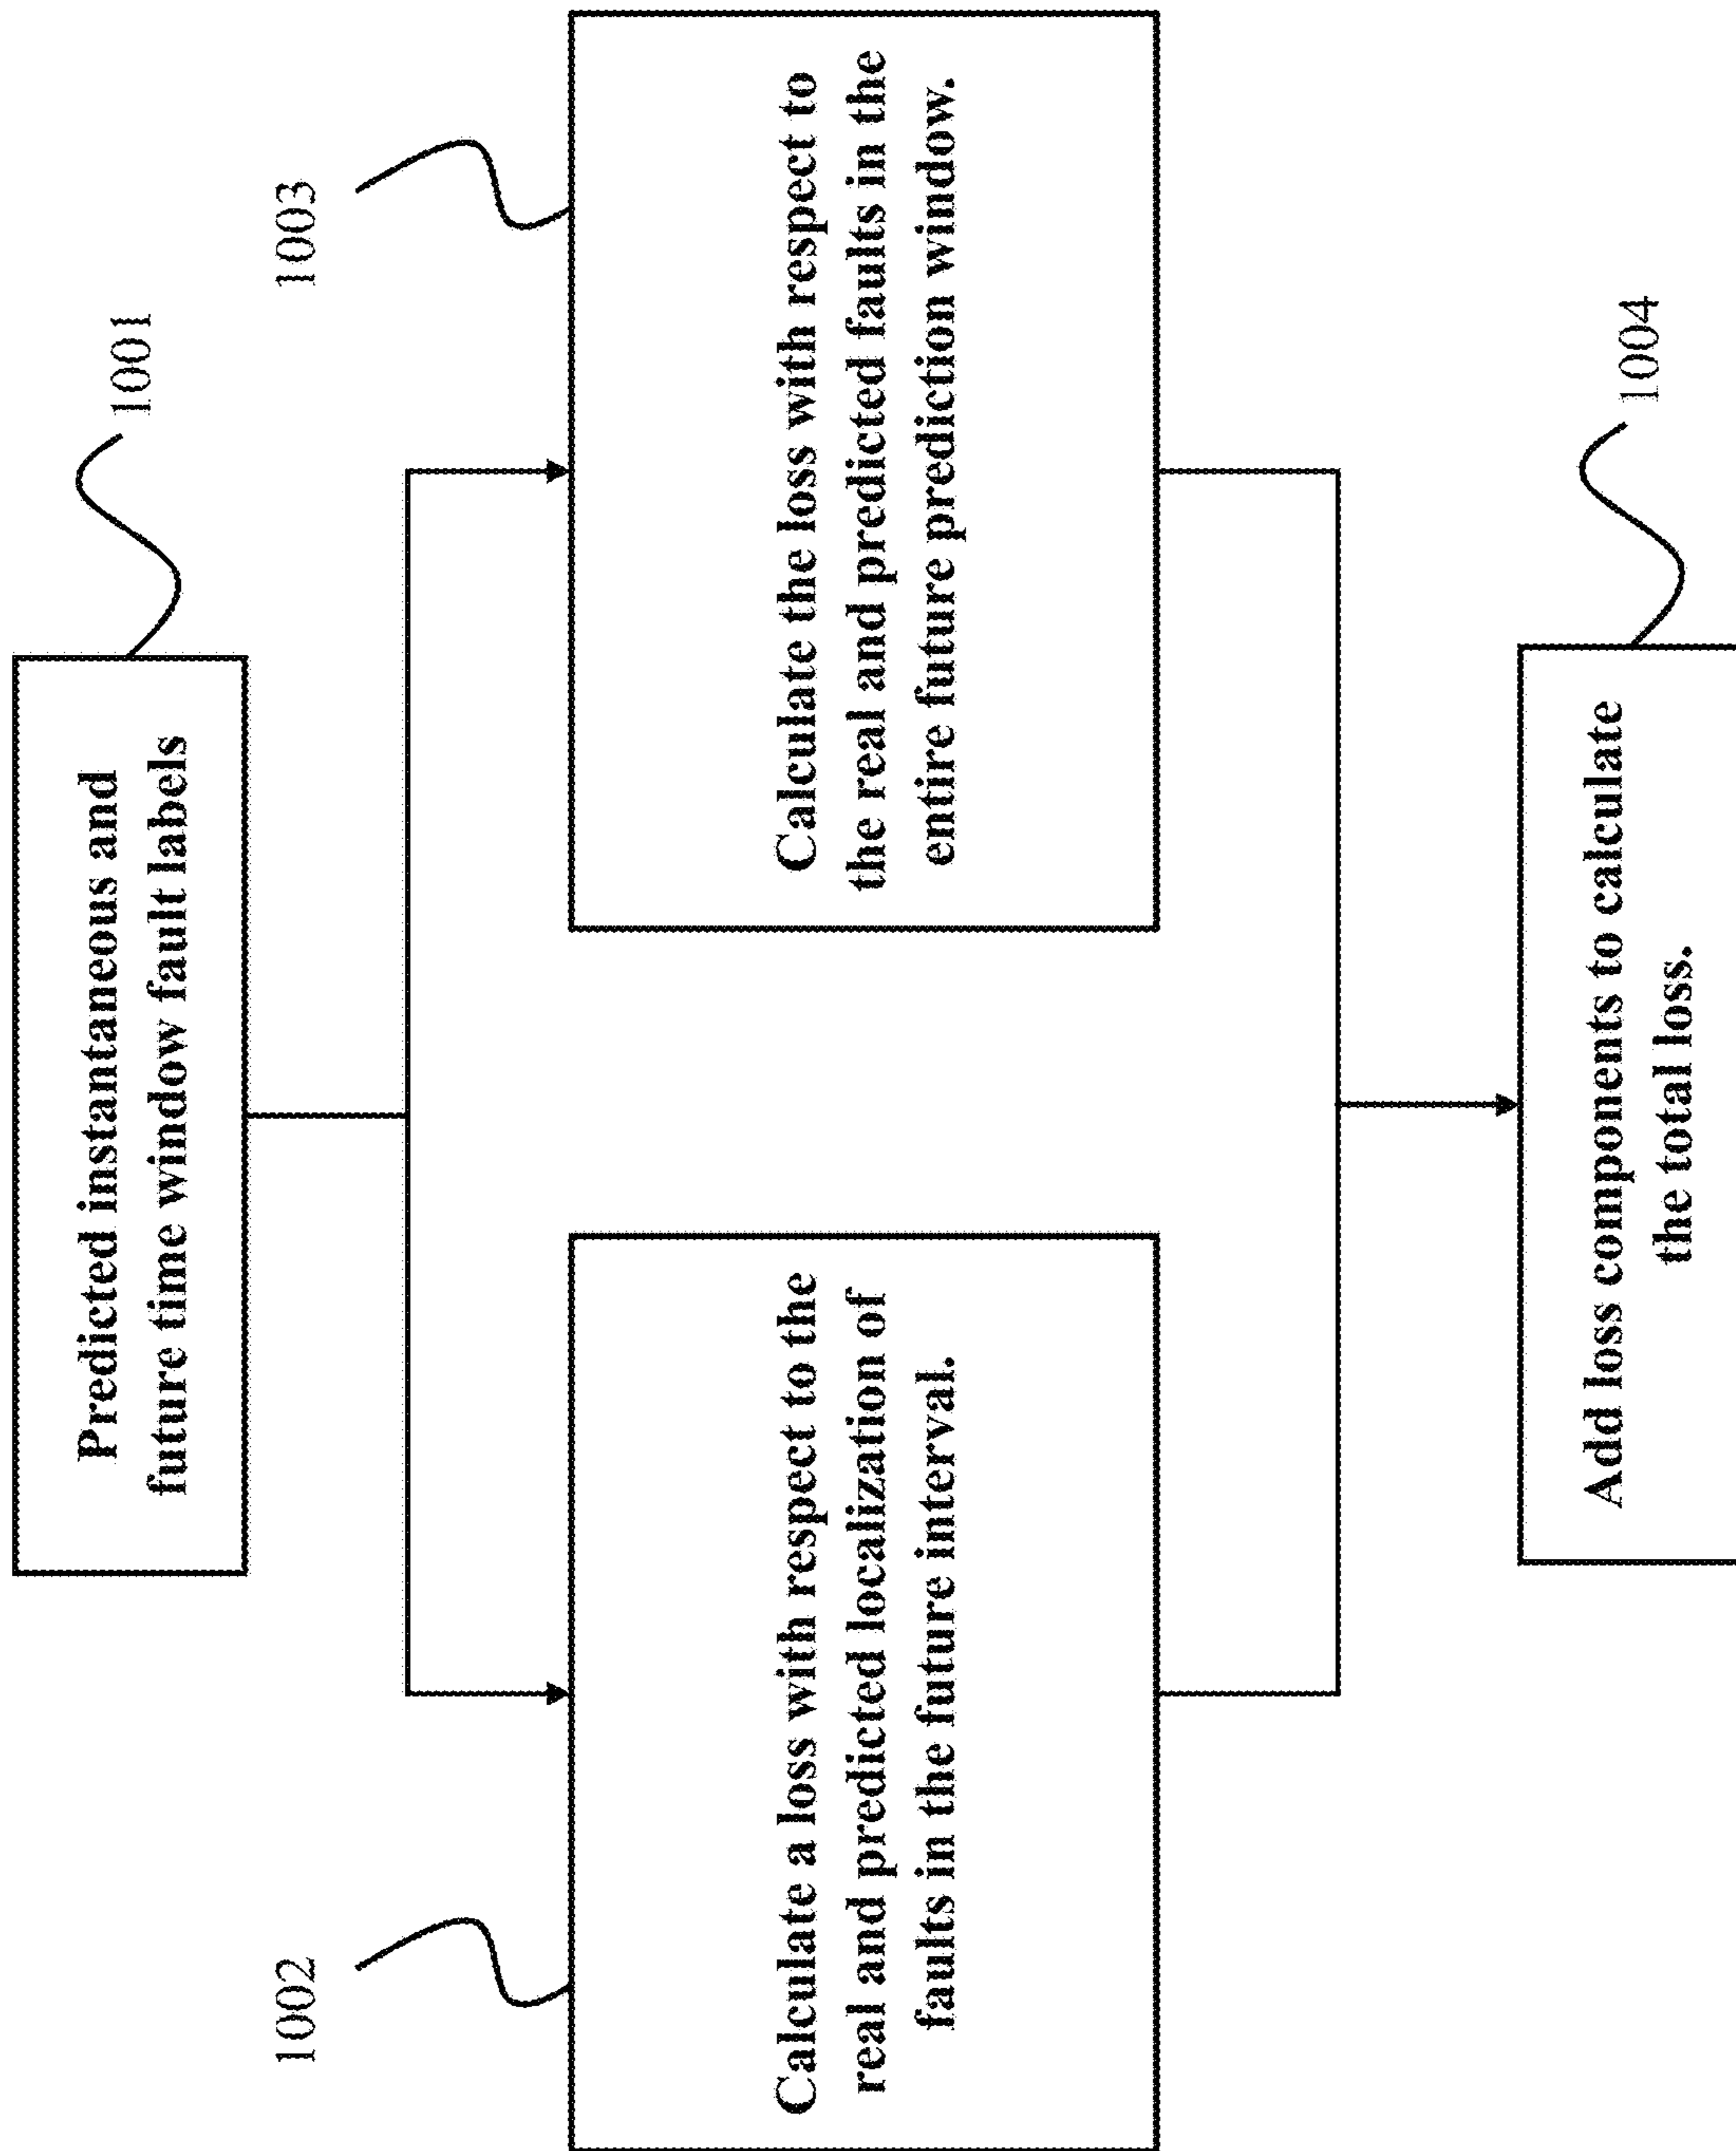 Predicted instantaneous and
future time window fault labels
1001
1002
Calculate a loss with respect to the
real and predicted localization of
faults in the future interval.
1003
Calculate the loss with respect to
the real and predicted faults in the
entire future prediction window.
Add loss components to calculate
the total loss.
1004